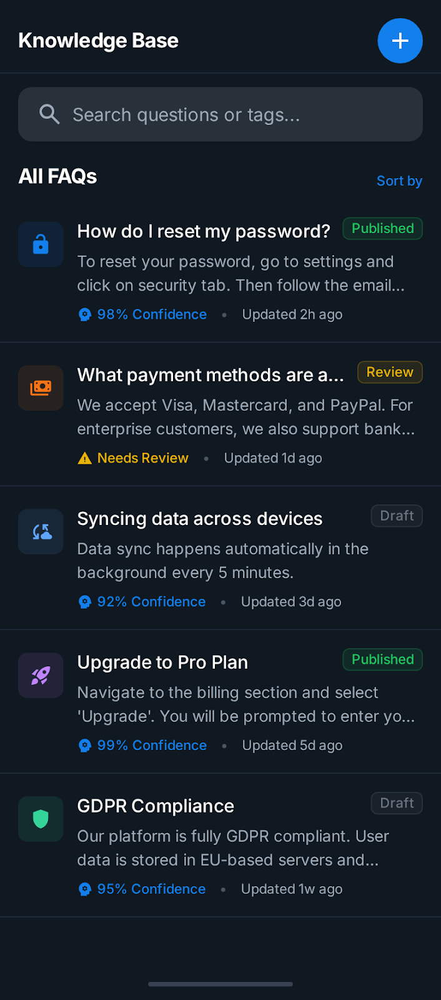 Knowledge Base
Search questions or tags...
All FAQs
Sort by
How do I reset my password?
Published
To reset your password, go to settings and
click on security tab. Then follow the email...
98% Confidence • Updated 2h ago
What payment methods are a...
Review
We accept Visa, Mastercard, and PayPal. For
enterprise customers, we also support bank...
Needs Review • Updated 1d ago
Syncing data across devices
Draft
Data sync happens automatically in the
background every 5 minutes.
92% Confidence • Updated 3d ago
Upgrade to Pro Plan
Published
Navigate to the billing section and select
'Upgrade'. You will be prompted to enter yo...
99% Confidence • Updated 5d ago
GDPR Compliance
Draft
Our platform is fully GDPR compliant. User
data is stored in EU-based servers and...
95% Confidence • Updated 1w ago